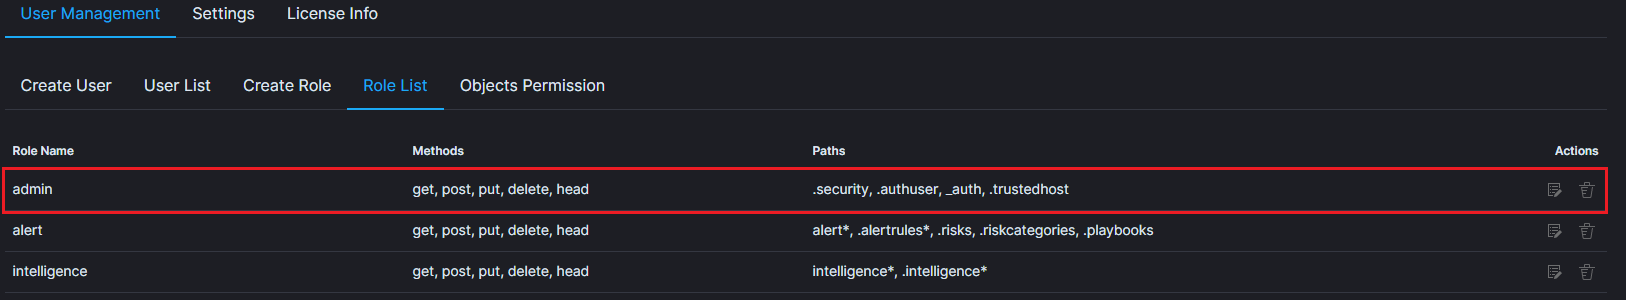 User Management Settings License Info
Create User User List Create Role Role List Objects Permission
Role Name Methods Paths Actions
admin get, post, put, delete, head .security, .authuser, _auth, .trustedhost
alert get, post, put, delete, head alert*, .alertrules*, .risks, .riskcategories, .playbooks
intelligence get, post, put, delete, head intelligence*, .intelligence*